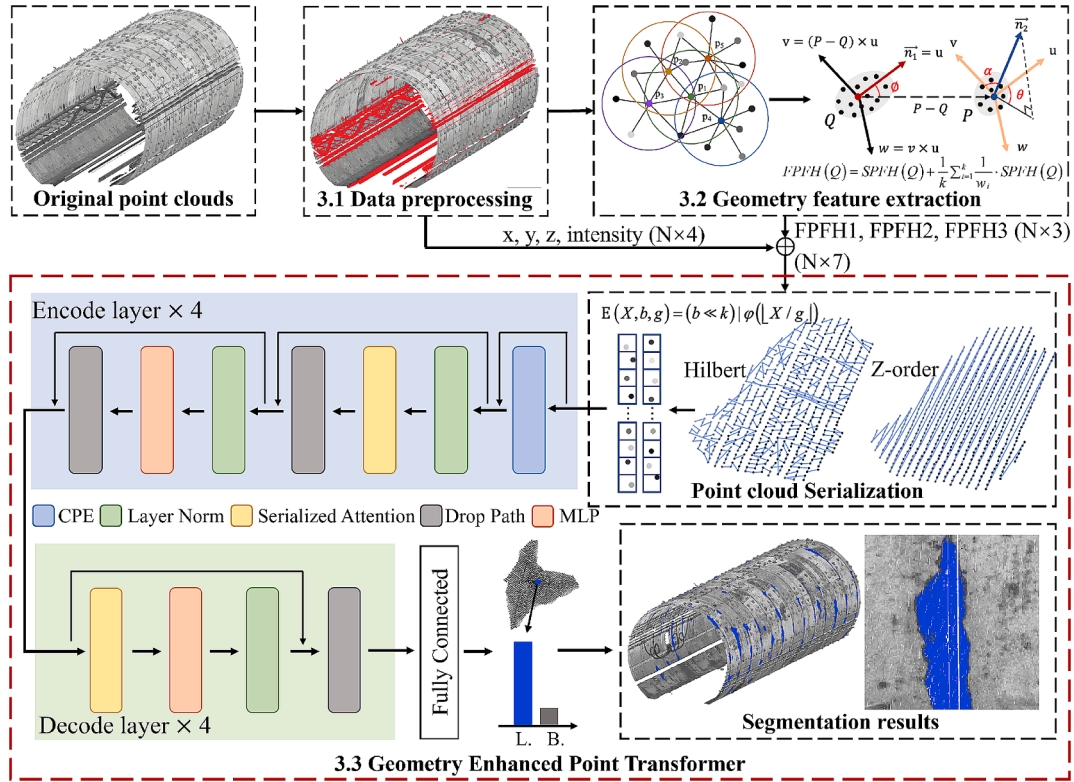 Original point clouds
3.1 Data preprocessing
p₅
p₂
p₁
p₃
p₄
v = (P − Q) × u
n₁ = u
ø
Q
P − Q
w = v × u
v
n₂
u
α
θ
P
w
FPFH(Q) = SPFH(Q) + 1/k ∑ᵏᵢ₌₁ 1/wᵢ · SPFH(Q)
3.2 Geometry feature extraction
x, y, z, intensity (N×4)
FPFH1, FPFH2, FPFH3 (N×3)
(N×7)
Encode layer × 4
E(X,b,g) = (b ≪ k) | φ(⌊X / g⌋)
Hilbert
Z-order
Point cloud Serialization
CPE
Layer Norm
Serialized Attention
Drop Path
MLP
Decode layer × 4
Fully Connected
L.
B.
Segmentation results
3.3 Geometry Enhanced Point Transformer